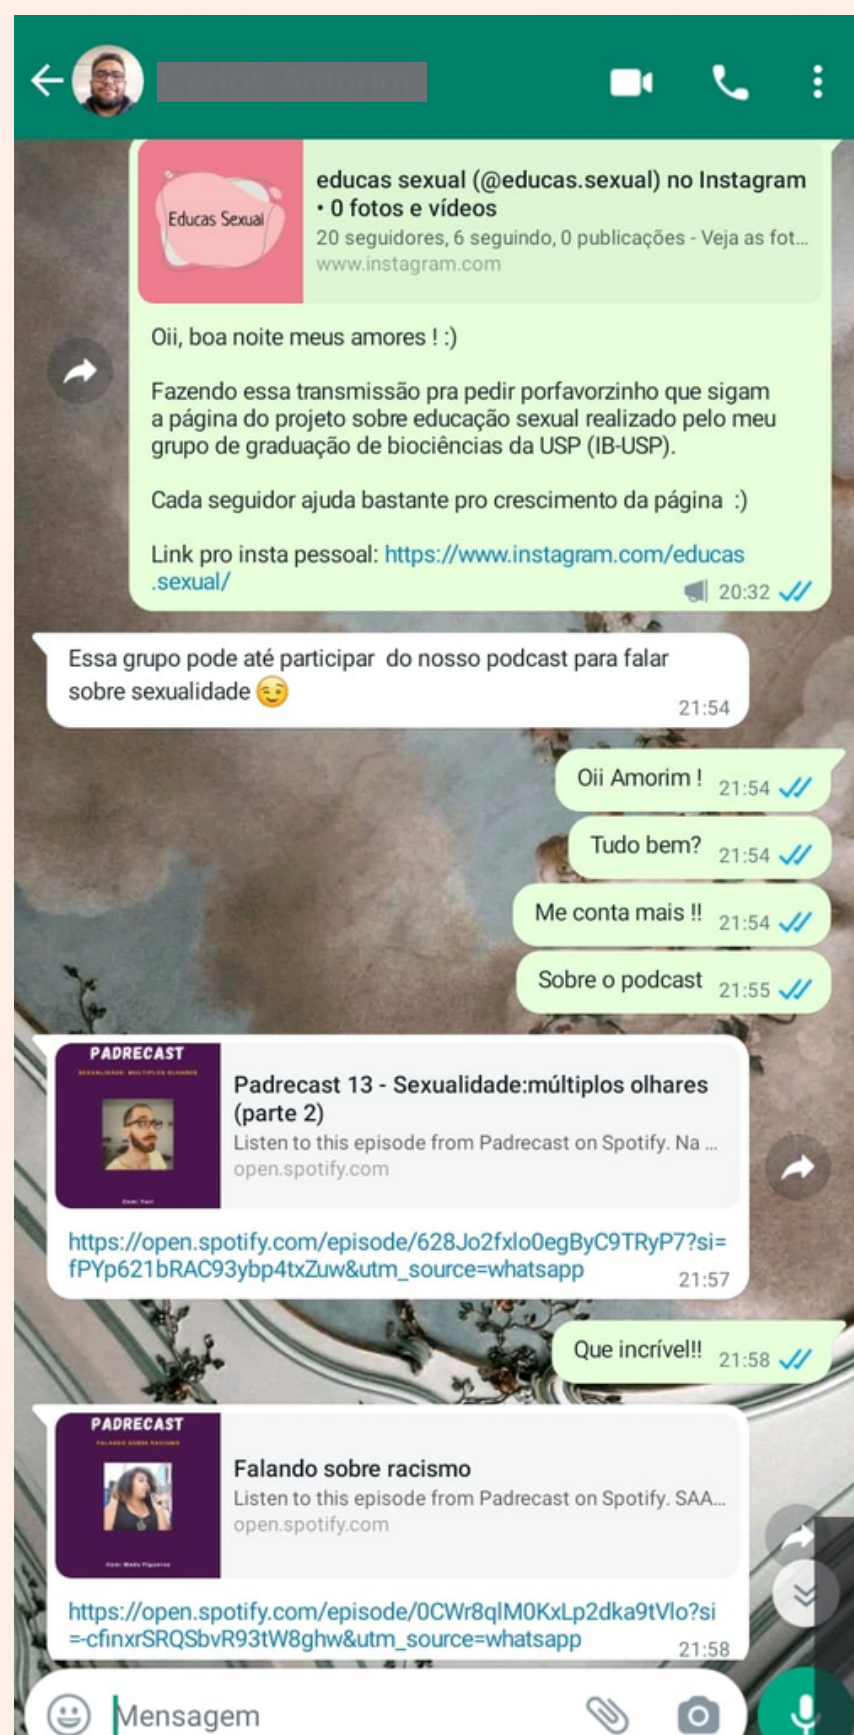 educas sexual (@educas.sexual) no Instagram
• 0 fotos e vídeos
Educas Sexual
20 seguidores, 6 seguindo, 0 publicações - Veja as fot...
www.instagram.com
Oii, boa noite meus amores ! :)
Fazendo essa transmissão pra pedir porfavorzinho que sigam
a página do projeto sobre educação sexual realizado pelo meu
grupo de graduação de biociências da USP (IB-USP).
Cada seguidor ajuda bastante pro crescimento da página :)
Link pro insta pessoal: https://www.instagram.com/educas
.sexual/
20:32
Essa grupo pode até participar do nosso podcast para falar
sobre sexualidade 😉
21:54
Oii Amorim ! 21:54
Tudo bem? 21:54
Me conta mais !! 21:54
Sobre o podcast 21:55
PADRECAST
SEXUALIDADE: MULTIPLOS OLHARES
Com: Yuri
Padrecast 13 - Sexualidade:múltiplos olhares
(parte 2)
Listen to this episode from Padrecast on Spotify. Na ...
open.spotify.com
https://open.spotify.com/episode/628Jo2fxlo0egByC9TRyP7?si=
fPYp621bRAC93ybp4txZuw&utm_source=whatsapp
21:57
Que incrível!! 21:58
PADRECAST
FALANDO SOBRE RACISMO
Falando sobre racismo
Listen to this episode from Padrecast on Spotify. SAA...
open.spotify.com
https://open.spotify.com/episode/0CWr8qlM0KxLp2dka9tVlo?si
=-cfinxrSRQSbvR93tW8ghw&utm_source=whatsapp
21:58
Mensagem